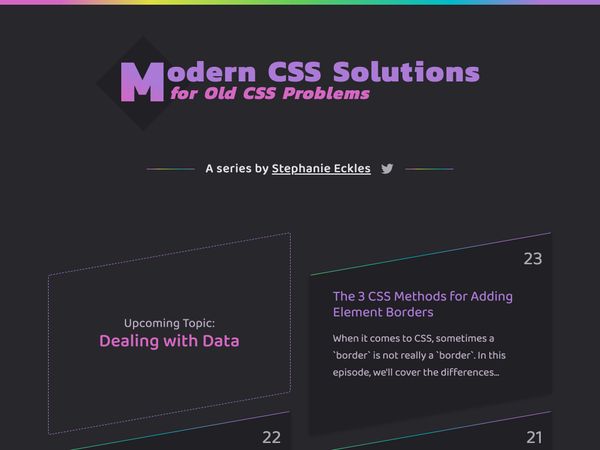 Modern CSS Solutions
for Old CSS Problems
A series by Stephanie Eckles
Upcoming Topic:
Dealing with Data
23
The 3 CSS Methods for Adding
Element Borders
When it comes to CSS, sometimes a
`border` is not really a `border`. In this
episode, we'll cover the differences...
22
21